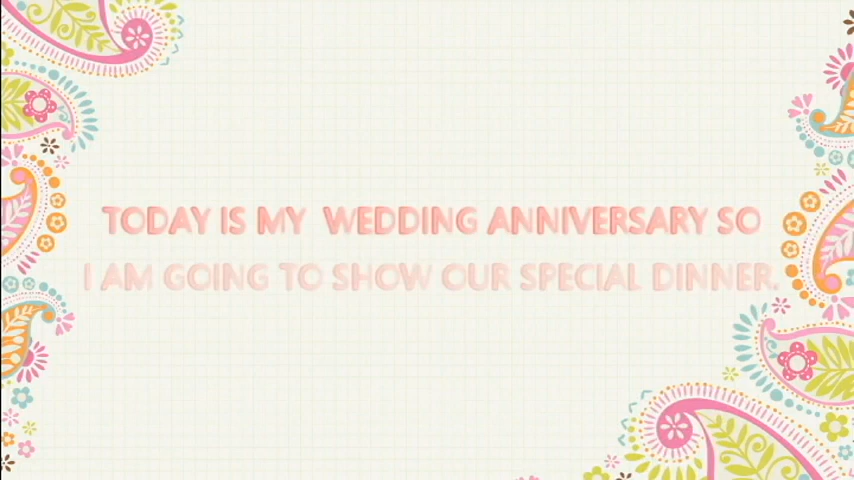 TODAY IS MY WEDDING ANNIVERSARY SO
I AM GOING TO SHOW OUR SPECIAL DINNER.